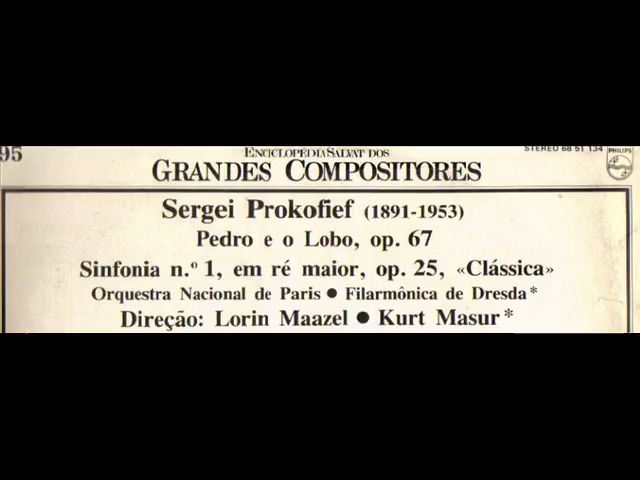 95
ENCICLOPÉDIA SALVAT DOS
STEREO 68 51 134
PHILIPS
GRANDES COMPOSITORES
Sergei Prokofief (1891-1953)
Pedro e o Lobo, op. 67
Sinfonia n.º 1, em ré maior, op. 25, «Clássica»
Orquestra Nacional de Paris ● Filarmônica de Dresda*
Direção: Lorin Maazel ● Kurt Masur*